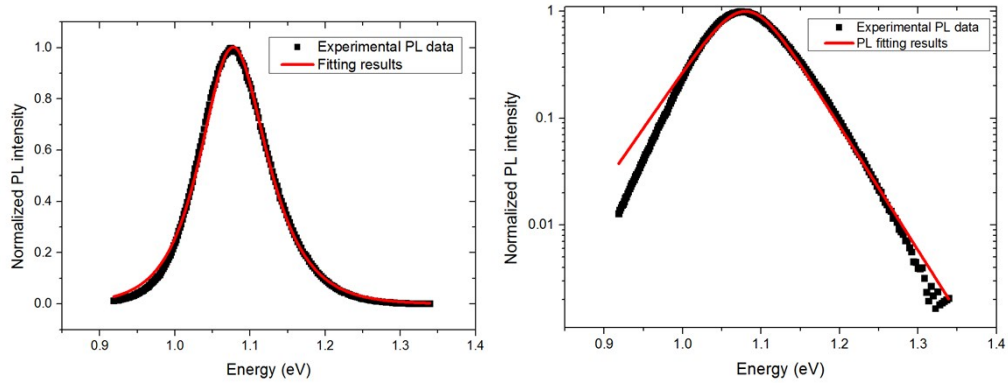 Experimental PL data
Fitting results
Normalized PL intensity
1.0
0.8
0.6
0.4
0.2
0.0
0.9
1.0
1.1
1.2
1.3
1.4
Energy (eV)
Experimental PL data
PL fitting results
Normalized PL intensity
1
0.1
0.01
0.9
1.0
1.1
1.2
1.3
1.4
Energy (eV)